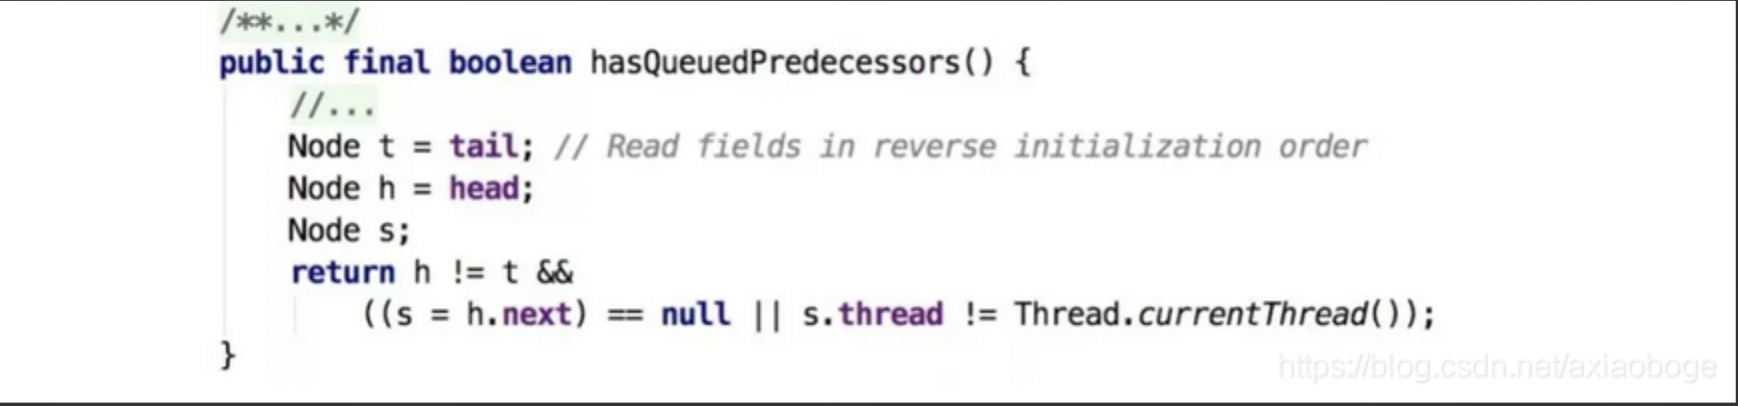 /**...*/
public final boolean hasQueuedPredecessors() {
//...
Node t = tail; // Read fields in reverse initialization order
Node h = head;
Node s;
return h != t &&
((s = h.next) == null || s.thread != Thread.currentThread());
}
https://blog.csdn.net/axiaoboge